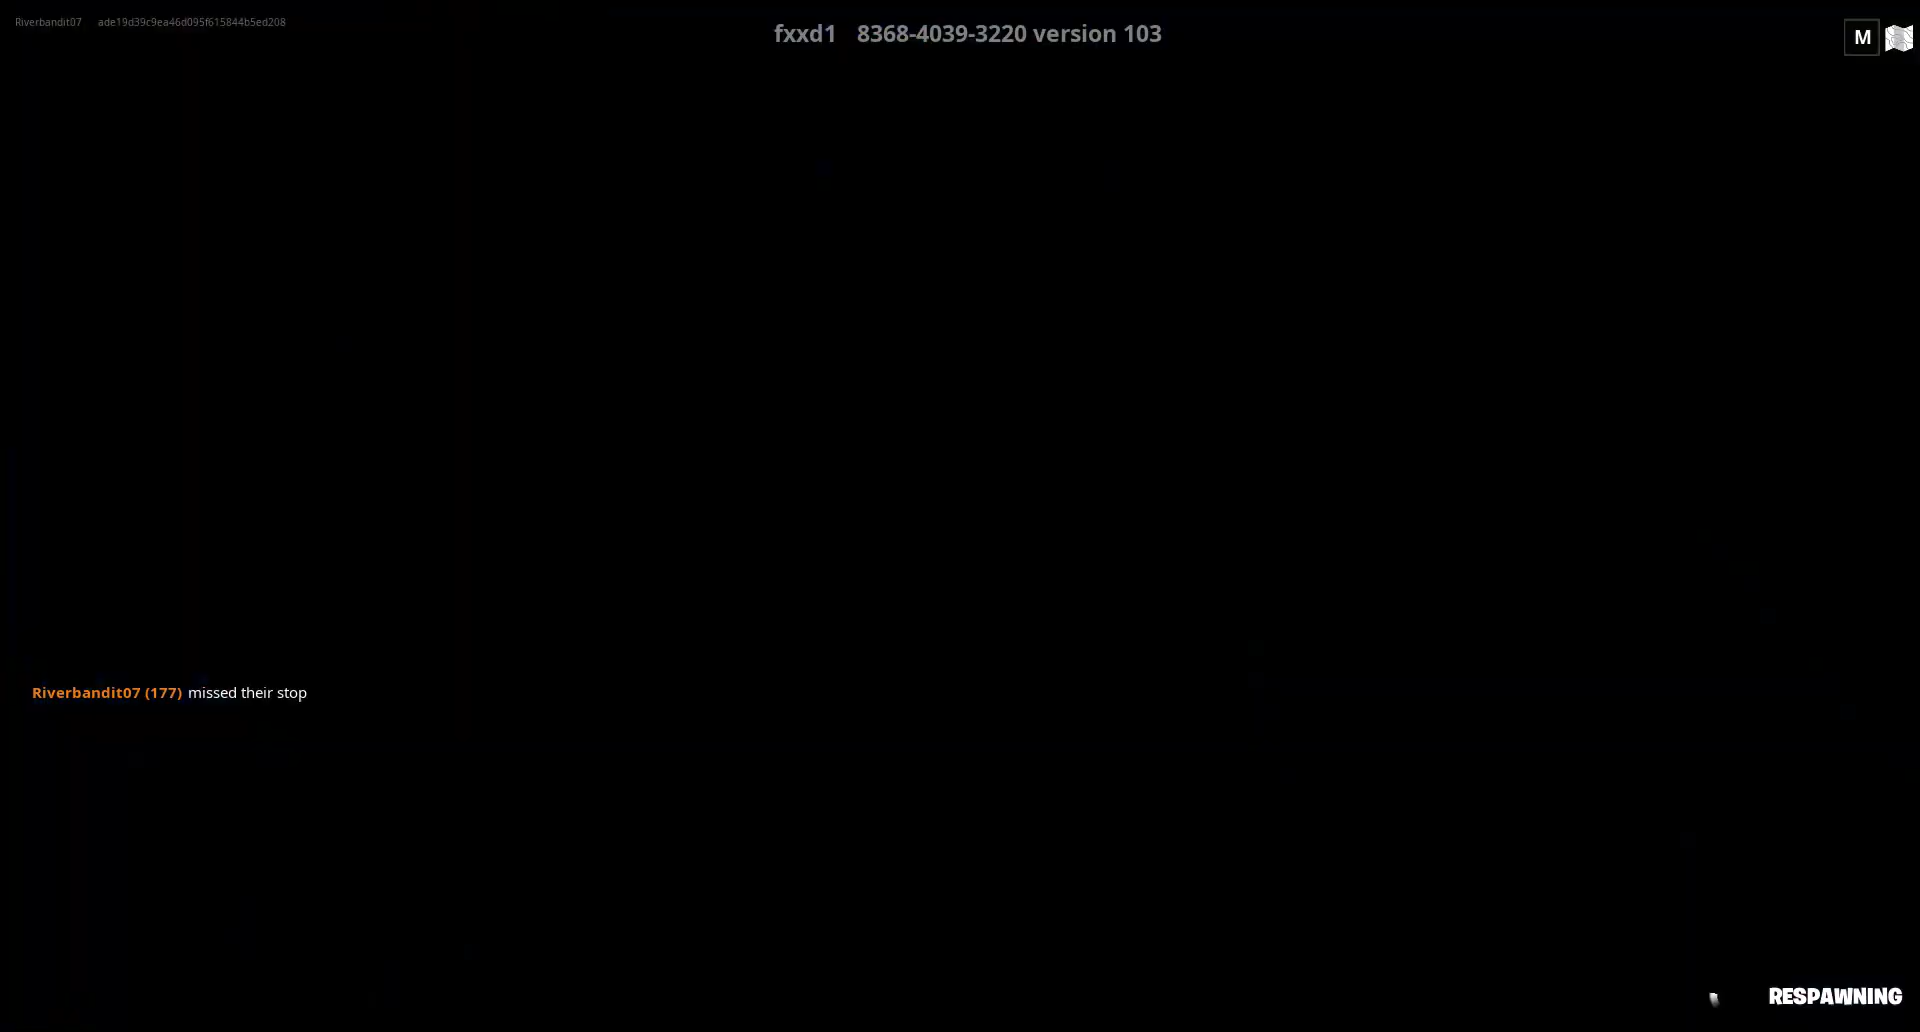 Riverbandit07 ade19d39c9ea46d095f615844b5ed208
fxxd1 8368-4039-3220 version 103
M
Riverbandit07 (177) missed their stop
RESPAWNING